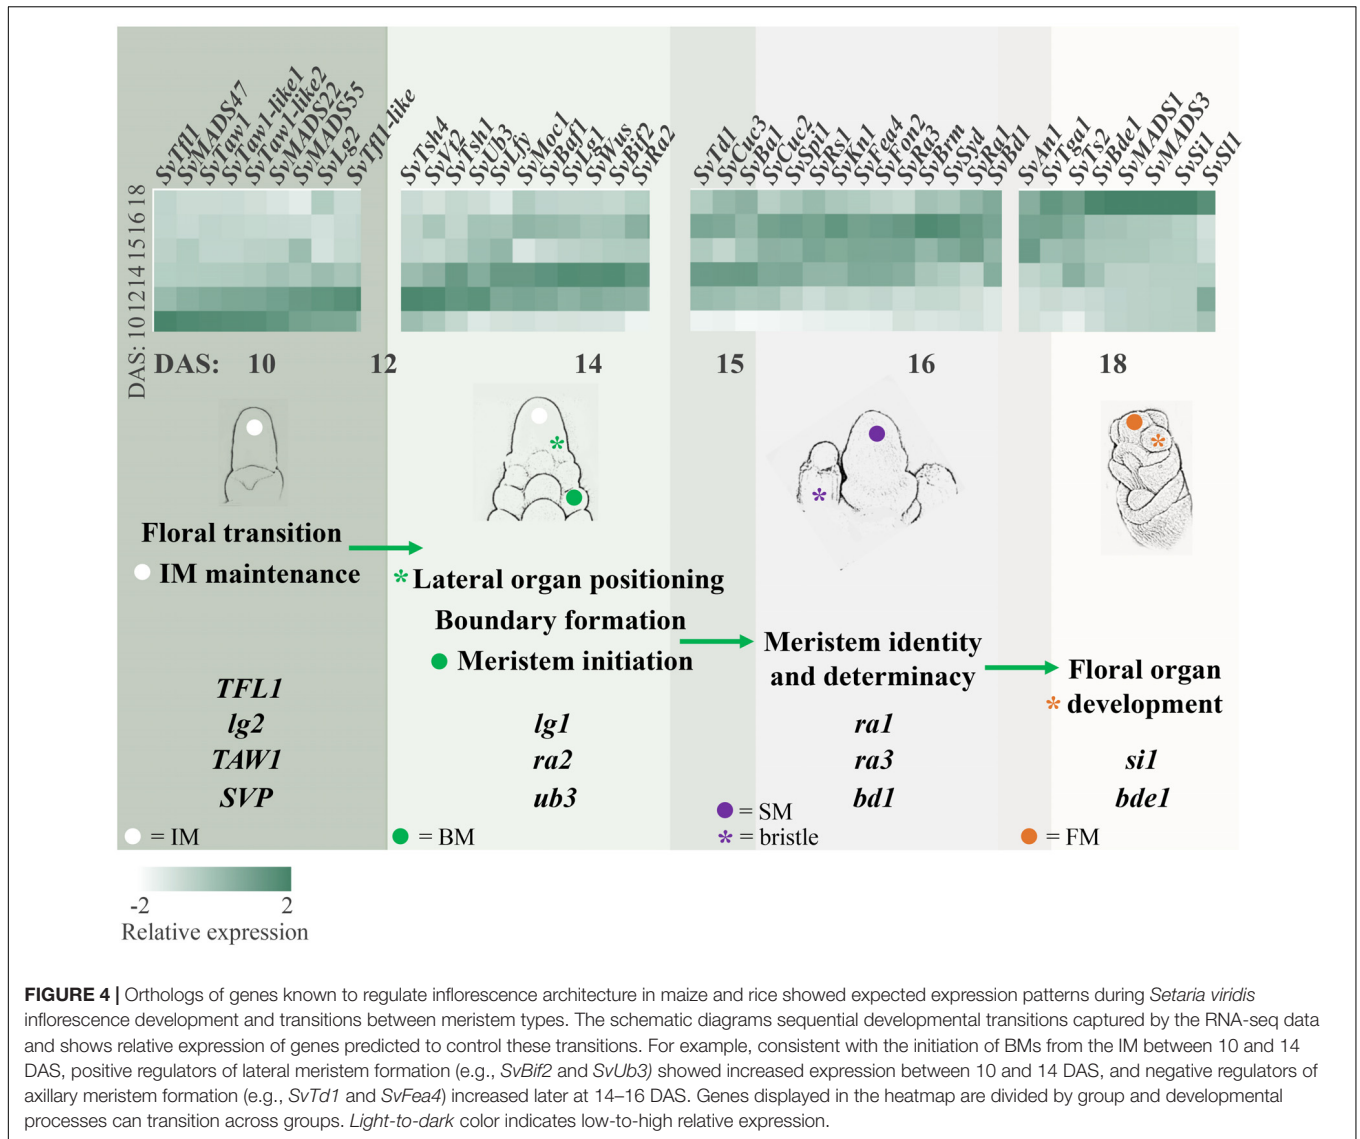 SvTfl1
SvMADS47
SvTaw1
SvTaw1-like1
SvTaw1-like2
SvMADS22
SvMADS55
SvLg2
SvTfl1-like
SvTsh4
SvVf2
SvTsh1
SvUb3
SvLfy
SvMoc1
SvBaf1
SvLg1
SvWus
SvBif2
SvRa2
SvTd1
SvCuc3
SvBa1
SvCuc2
SvSpi1
SvRs1
SvKn1
SvFea4
SvFon2
SvRa3
SvBrm
SvSyd
SvRg1
SvBd1
SvAn1
SvTga1
SvTs2
SvBde1
SvMADS1
SvMADS3
SvSi1
SvSl1
DAS: 10 12 14 15 16 18
DAS: 10 12 14 15 16 18
Floral transition
IM maintenance
* Lateral organ positioning
Boundary formation
Meristem initiation
Meristem identity
and determinacy
Floral organ
* development
TFL1
lg2 lg1 ra1
TAW1 ra2 ra3 si1
SVP ub3 bd1 bde1
= SM
= IM = BM * = bristle = FM
-2 2
Relative expression
FIGURE 4 | Orthologs of genes known to regulate inflorescence architecture in maize and rice showed expected expression patterns during Setaria viridis
inflorescence development and transitions between meristem types. The schematic diagrams sequential developmental transitions captured by the RNA-seq data
and shows relative expression of genes predicted to control these transitions. For example, consistent with the initiation of BMs from the IM between 10 and 14
DAS, positive regulators of lateral meristem formation (e.g., SvBif2 and SvUb3) showed increased expression between 10 and 14 DAS, and negative regulators of
axillary meristem formation (e.g., SvTd1 and SvFea4) increased later at 14–16 DAS. Genes displayed in the heatmap are divided by group and developmental
processes can transition across groups. Light-to-dark color indicates low-to-high relative expression.